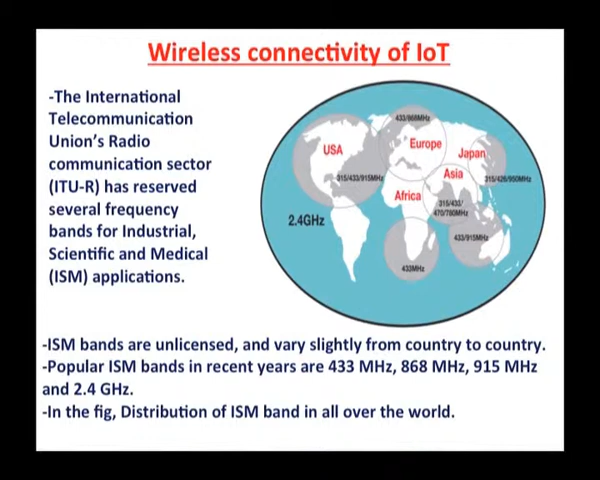 Wireless connectivity of IoT
-The International
Telecommunication
Union's Radio
communication sector
(ITU-R) has reserved
several frequency
bands for Industrial,
Scientific and Medical
(ISM) applications.
433/868MHz
USA
Europe
Japan
315/433/915MHz
Asia
315/426/950MHz
Africa
315/433/
470/780MHz
2.4GHz
433/915MHz
433MHz
-ISM bands are unlicensed, and vary slightly from country to country.
-Popular ISM bands in recent years are 433 MHz, 868 MHz, 915 MHz
and 2.4 GHz.
-In the fig, Distribution of ISM band in all over the world.